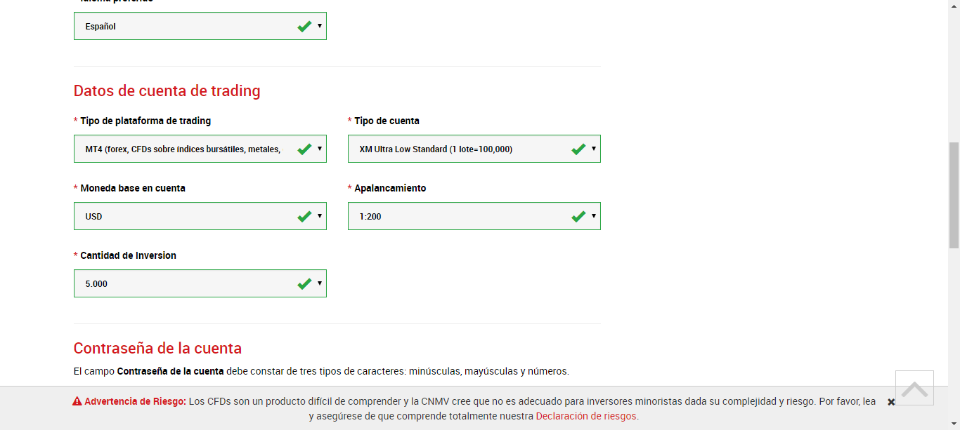 Idioma preferido
Español
Datos de cuenta de trading
* Tipo de plataforma de trading
* Tipo de cuenta
MT4 (forex, CFDs sobre índices bursátiles, metales,
XM Ultra Low Standard (1 lote=100,000)
* Moneda base en cuenta
* Apalancamiento
USD
1:200
* Cantidad de Inversion
5.000
Contraseña de la cuenta
El campo Contraseña de la cuenta debe constar de tres tipos de caracteres: minúsculas, mayúsculas y números.
Advertencia de Riesgo: Los CFDs son un producto difícil de comprender y la CNMV cree que no es adecuado para inversores minoristas dada su complejidad y riesgo. Por favor, lea
y asegúrese de que comprende totalmente nuestra Declaración de riesgos.